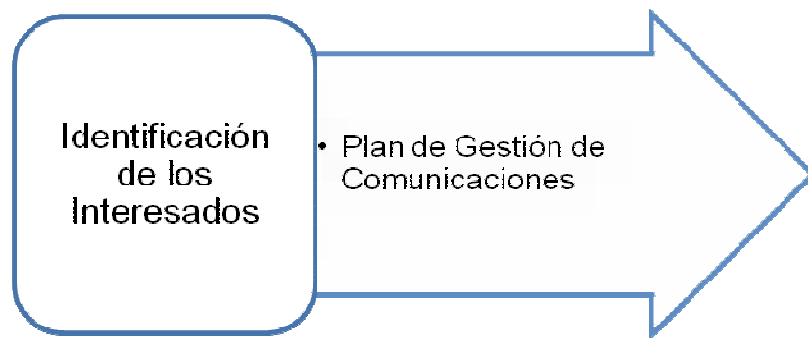 Identificación
de los
Interesados
• Plan de Gestión de
Comunicaciones